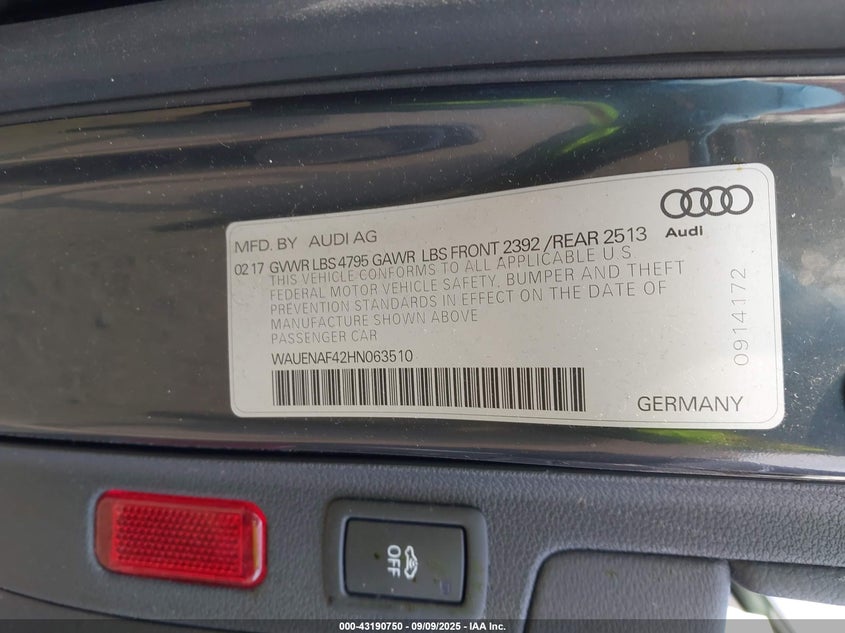 MFD. BY AUDI AG
Audi
02 17 GVWR LBS 4795 GAWR LBS FRONT 2392 /REAR 2513
THIS VEHICLE CONFORMS TO ALL APPLICABLE U S
FEDERAL MOTOR VEHICLE SAFETY, BUMPER AND THEFT
PREVENTION STANDARDS IN EFFECT ON THE DATE OF
MANUFACTURE SHOWN ABOVE
PASSENGER CAR
WAUENAF42HN063510
GERMANY
0914172
OFF
000-43190750 - 09/09/2025 - IAA Inc.